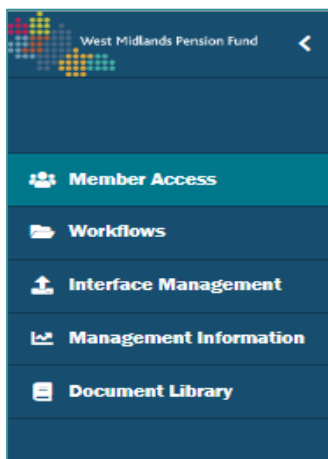 West Midlands Pension Fund
Member Access
Workflows
Interface Management
Management Information
Document Library